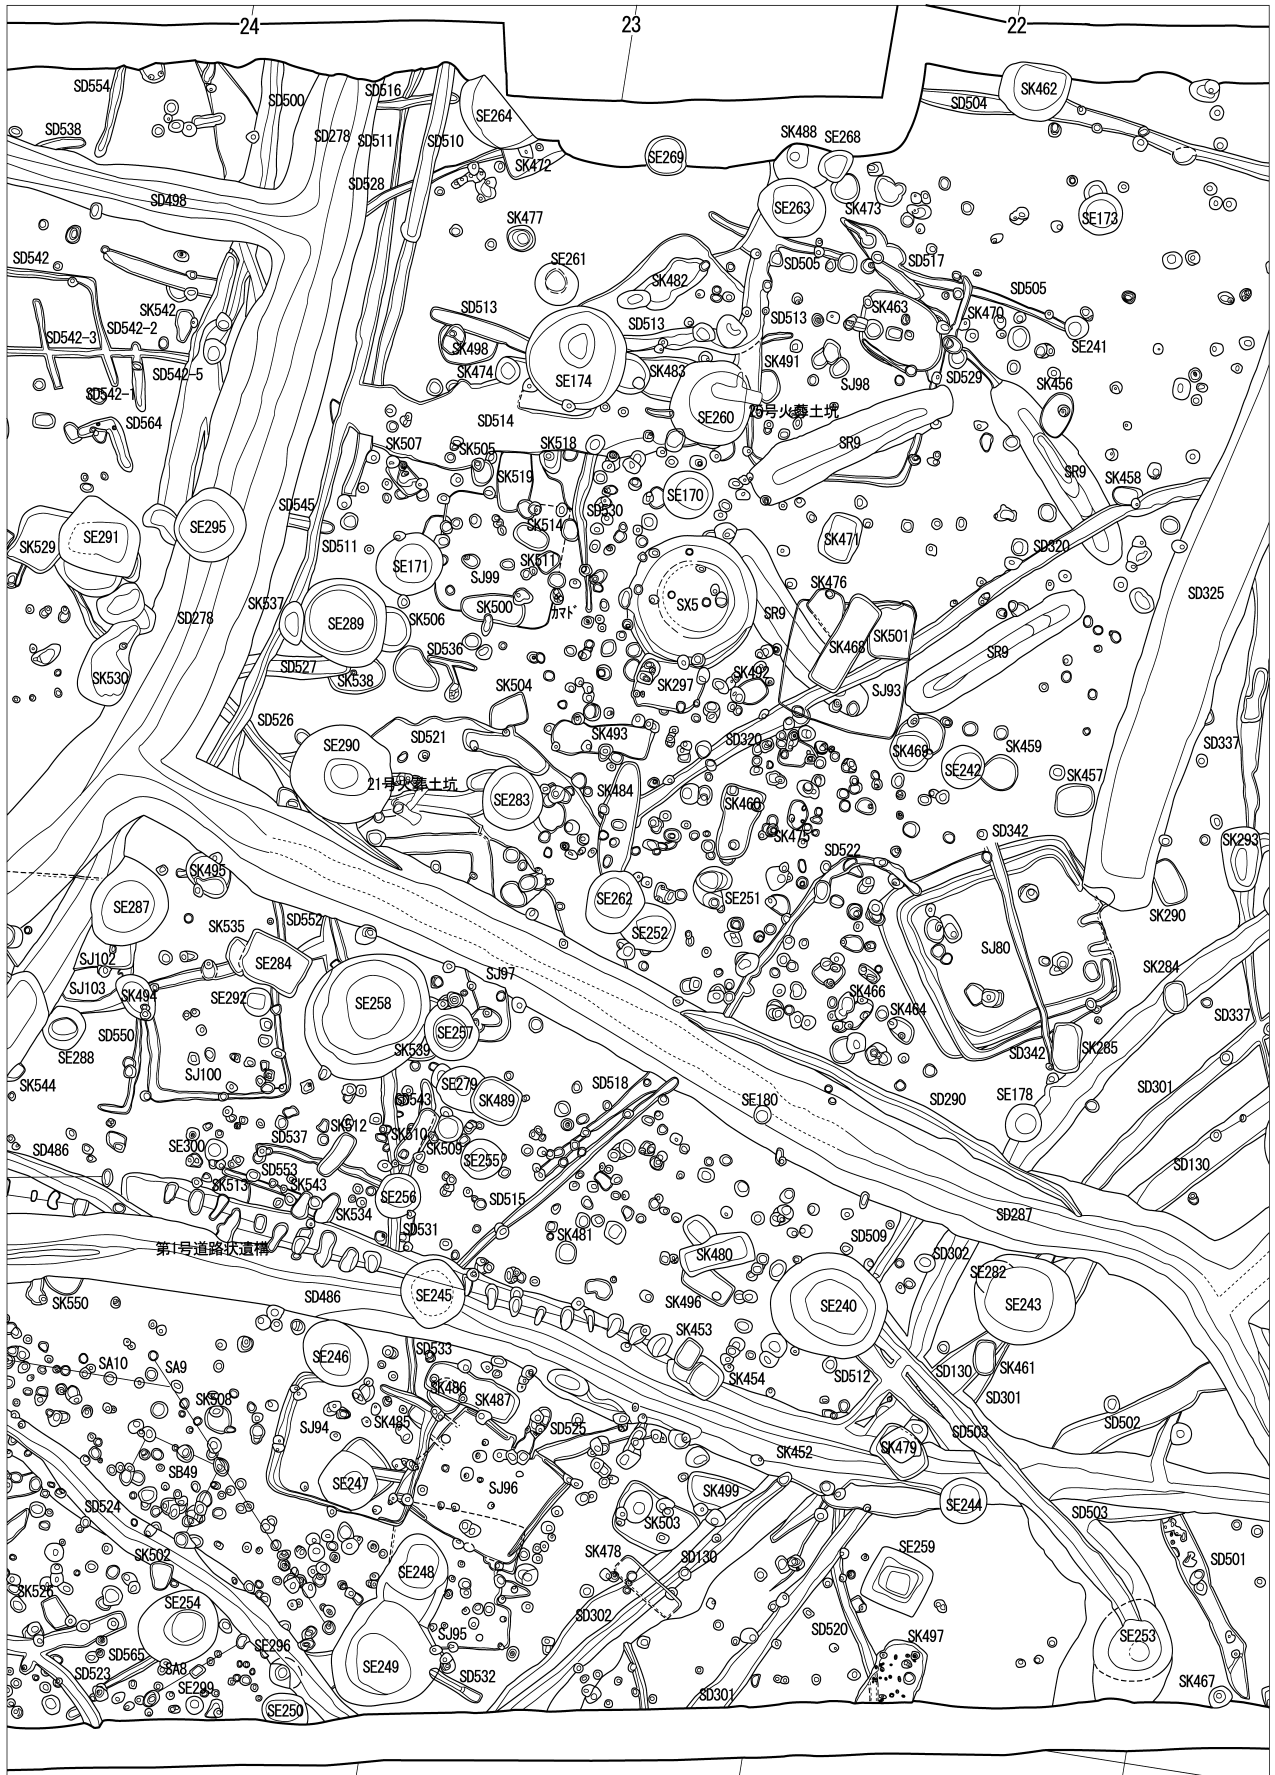 24
23
22
SD554
SD500
SD516
SE264
SK462
SD504
SD538
SD278
SD511
SD510
SK488
SE268
SE269
SK472
SD528
SD498
SE263
SK473
SE173
SK477
SD542
SE261
SD505
SD517
SK482
SD505
SK542
SD513
SD513
SD513
SK463
SK470
SD542-2
SD542-3
SK498
SE241
SK491
SD542-5
SK474
SE174
SK483
SJ98
SD529
SK456
SD542-1
SD564
SD514
SE260
26号火葬土坑
SK507
SK505
SK518
SR9
SR9
SK458
SK519
SE170
SD545
SD530
SE295
SE291
SK529
SK514
SK471
SD320
SD511
SE171
SJ99
SK511
SK476
SD325
SK537
SE289
SK506
SK500
カマド
SX5
SR9
SD278
SK501
SK468
SR9
SD536
SD527
SK530
SK538
SK297
SK492
SJ93
SK504
SD526
SD521
SE290
SK493
SD320
SK469
SK459
SD337
SE242
21号火葬土坑
SE283
SK484
SK460
SK457
SK475
SD342
SD522
SK293
SK495
SE287
SE262
SE251
SK290
SD552
SK535
SE252
SJ80
SJ102
SE284
SJ97
SK284
SJ103
SK494
SE292
SE258
SK466
SK464
SD337
SE288
SD550
SE257
SD342
SK285
SK539
SK544
SJ100
SE279
SD518
SD301
SD543
SK489
SE180
SD290
SE178
SK512
SD537
SK510
SD486
SE300
SK509
SE255
SD130
SD553
SK513
SK543
SE256
SD515
SK534
SD287
SD531
SK481
SD509
第1号道路状遺構
SK480
SD302
SE282
SE245
SD486
SK550
SK496
SE240
SE243
SK453
SE246
SD533
SA10
SA9
SD512
SD130
SK461
SK454
SK486
SK487
SD301
SK508
SJ94
SK485
SD525
SD503
SD502
SK452
SK479
SB49
SE247
SJ96
SK499
SD524
SE244
SD503
SK503
SK502
SK478
SD130
SE259
SD501
SE248
SK526
SE254
SD302
SD520
SE253
SJ95
SK497
SD565
SE296
SA8
SE249
SD532
SD523
SE299
SD301
SK467
SE250